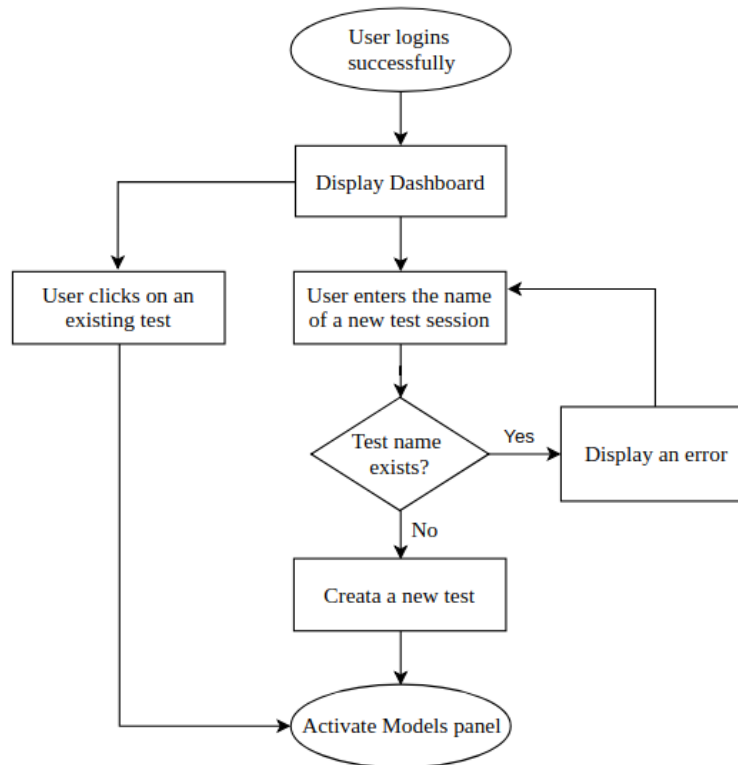 User logins
successfully
Display Dashboard
User clicks on an
existing test
User enters the name
of a new test session
Test name
exists?
Yes
Display an error
No
Creata a new test
Activate Models panel